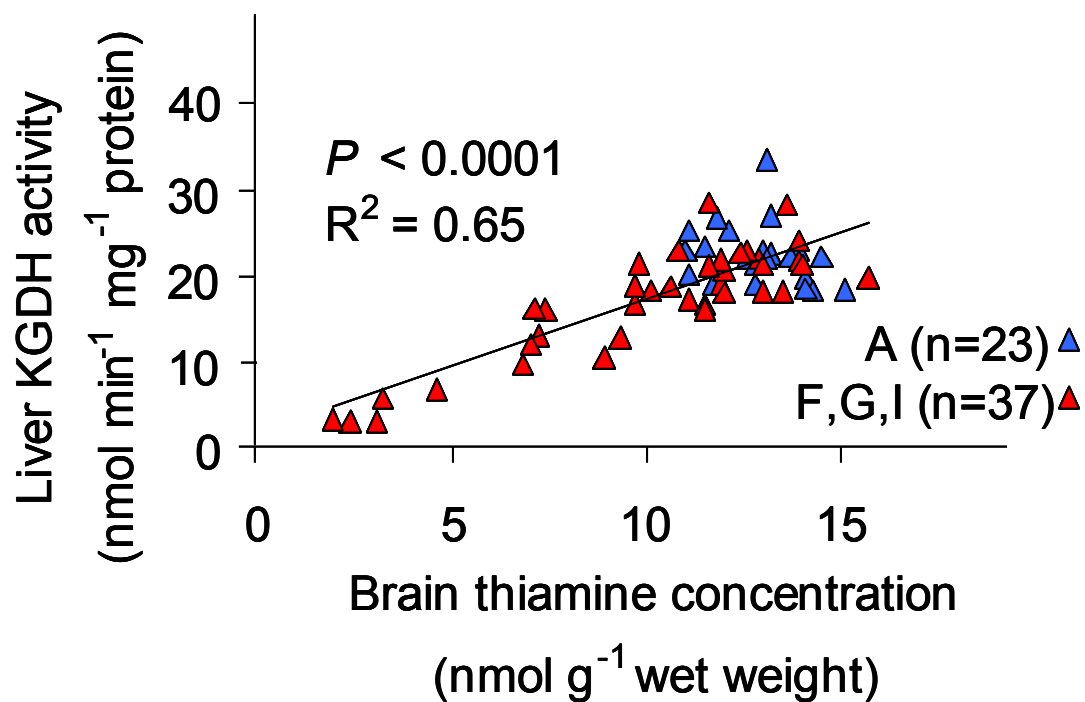 Liver KGDH activity
(nmol min⁻¹ mg⁻¹ protein)
40
30
20
10
0
P < 0.0001
R² = 0.65
A (n=23)
F,G,I (n=37)
0 5 10 15
Brain thiamine concentration
(nmol g⁻¹ wet weight)